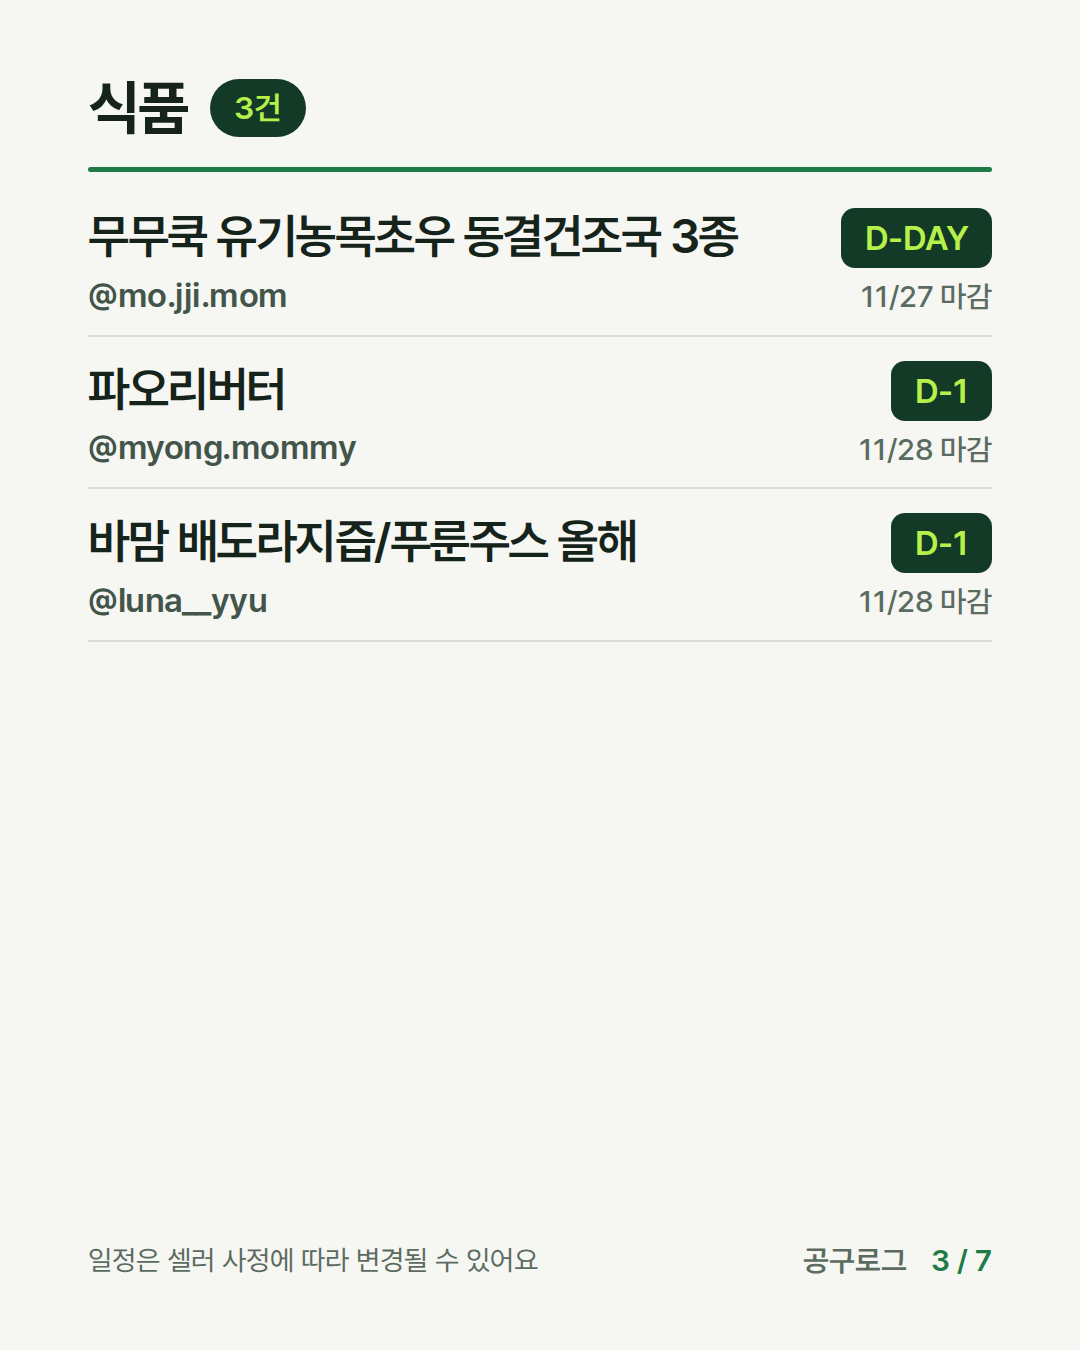 식품 3건
무무쿡 유기농목초우 동결건조국 3종 D-DAY
@mo.jji.mom 11/27 마감
파오리버터 D-1
@myong.mommy 11/28 마감
바맘 배도라지즙/푸룬주스 올해 D-1
@luna__yyu 11/28 마감
일정은 셀러 사정에 따라 변경될 수 있어요 공구로그 3 / 7